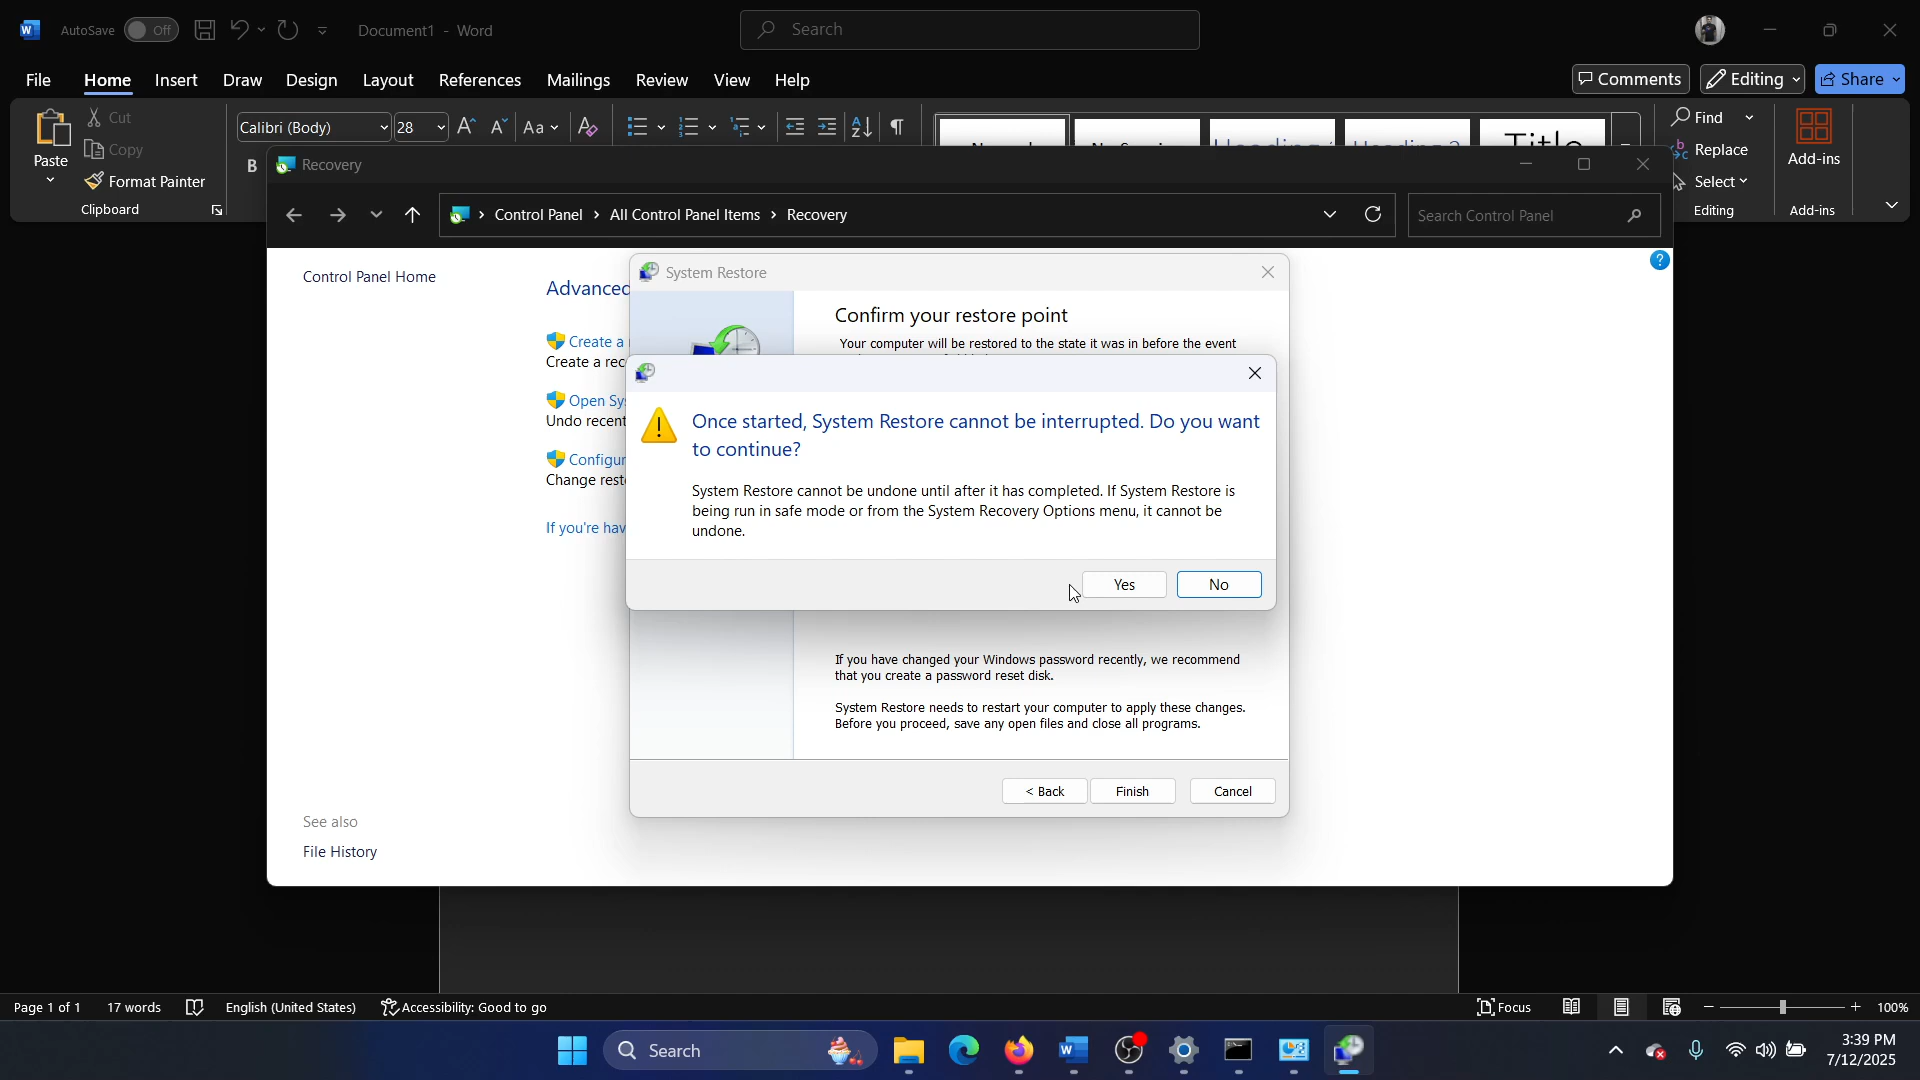 AutoSave Off Document1 - Word Search
File Home Insert Draw Design Layout References Mailings Review View Help Comments Editing Share
Paste
Cut
Copy
Format Painter
Clipboard
Calibri (Body) 28 Aa
B
Find
Replace
Select
Editing
Add-ins
Add-ins
Recovery
Control Panel > All Control Panel Items > Recovery Search Control Panel
Control Panel Home
Advanced
Create a
Create a rec
Open Sys
Undo recent
Configur
Change rest
If you're hav
See also
File History
System Restore
Confirm your restore point
Your computer will be restored to the state it was in before the event
Once started, System Restore cannot be interrupted. Do you want
to continue?
System Restore cannot be undone until after it has completed. If System Restore is
being run in safe mode or from the System Recovery Options menu, it cannot be
undone.
Yes No
If you have changed your Windows password recently, we recommend
that you create a password reset disk.
System Restore needs to restart your computer to apply these changes.
Before you proceed, save any open files and close all programs.
< Back Finish Cancel
Page 1 of 1 17 words English (United States) Accessibility: Good to go Focus 100%
Search
3:39 PM
7/12/2025